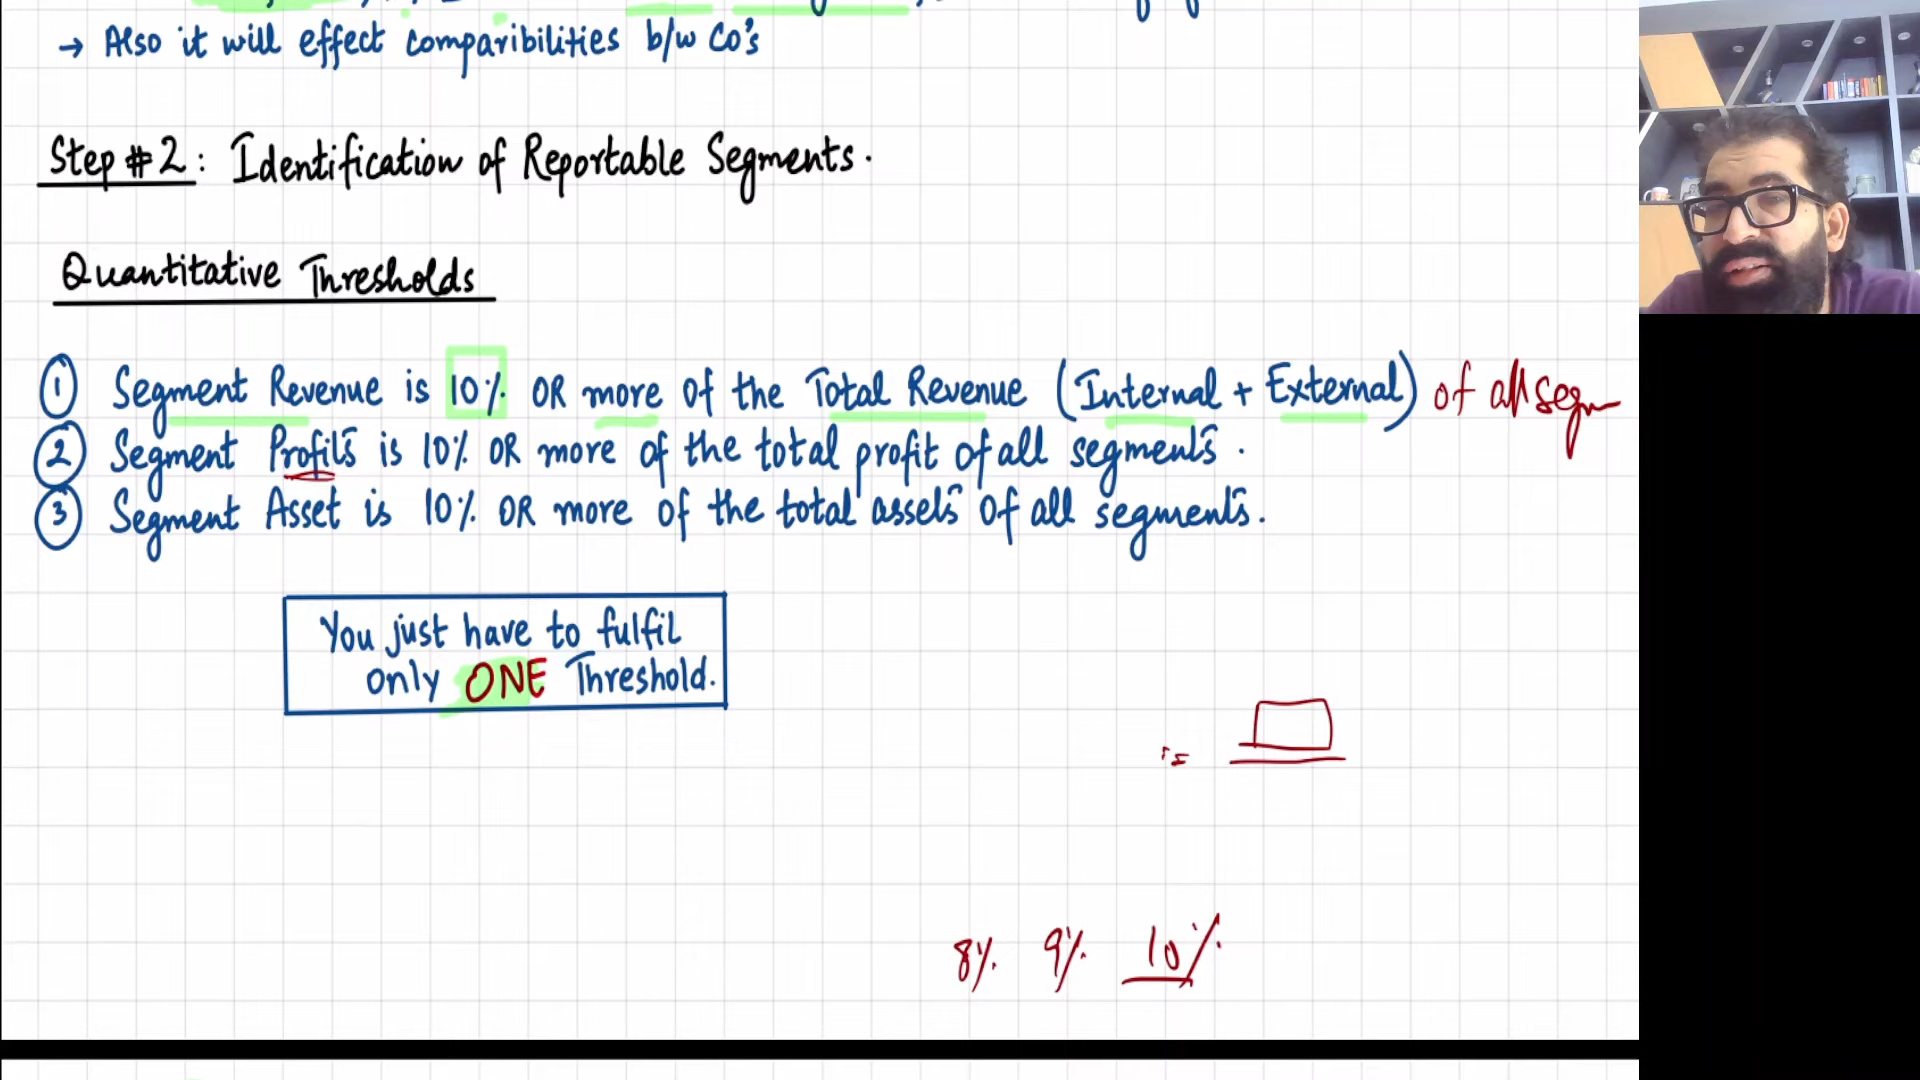 → Also it will effect comparibilities b/w Co's
Step #2: Identification of Reportable Segments.
Quantitative Thresholds
① Segment Revenue is 10% OR more of the Total Revenue (Internal + External) of all segm
② Segment Profits is 10% OR more of the total profit of all segments.
③ Segment Asset is 10% OR more of the total assets of all segments.
You just have to fulfil
only ONE Threshold.
8% 9% 10%